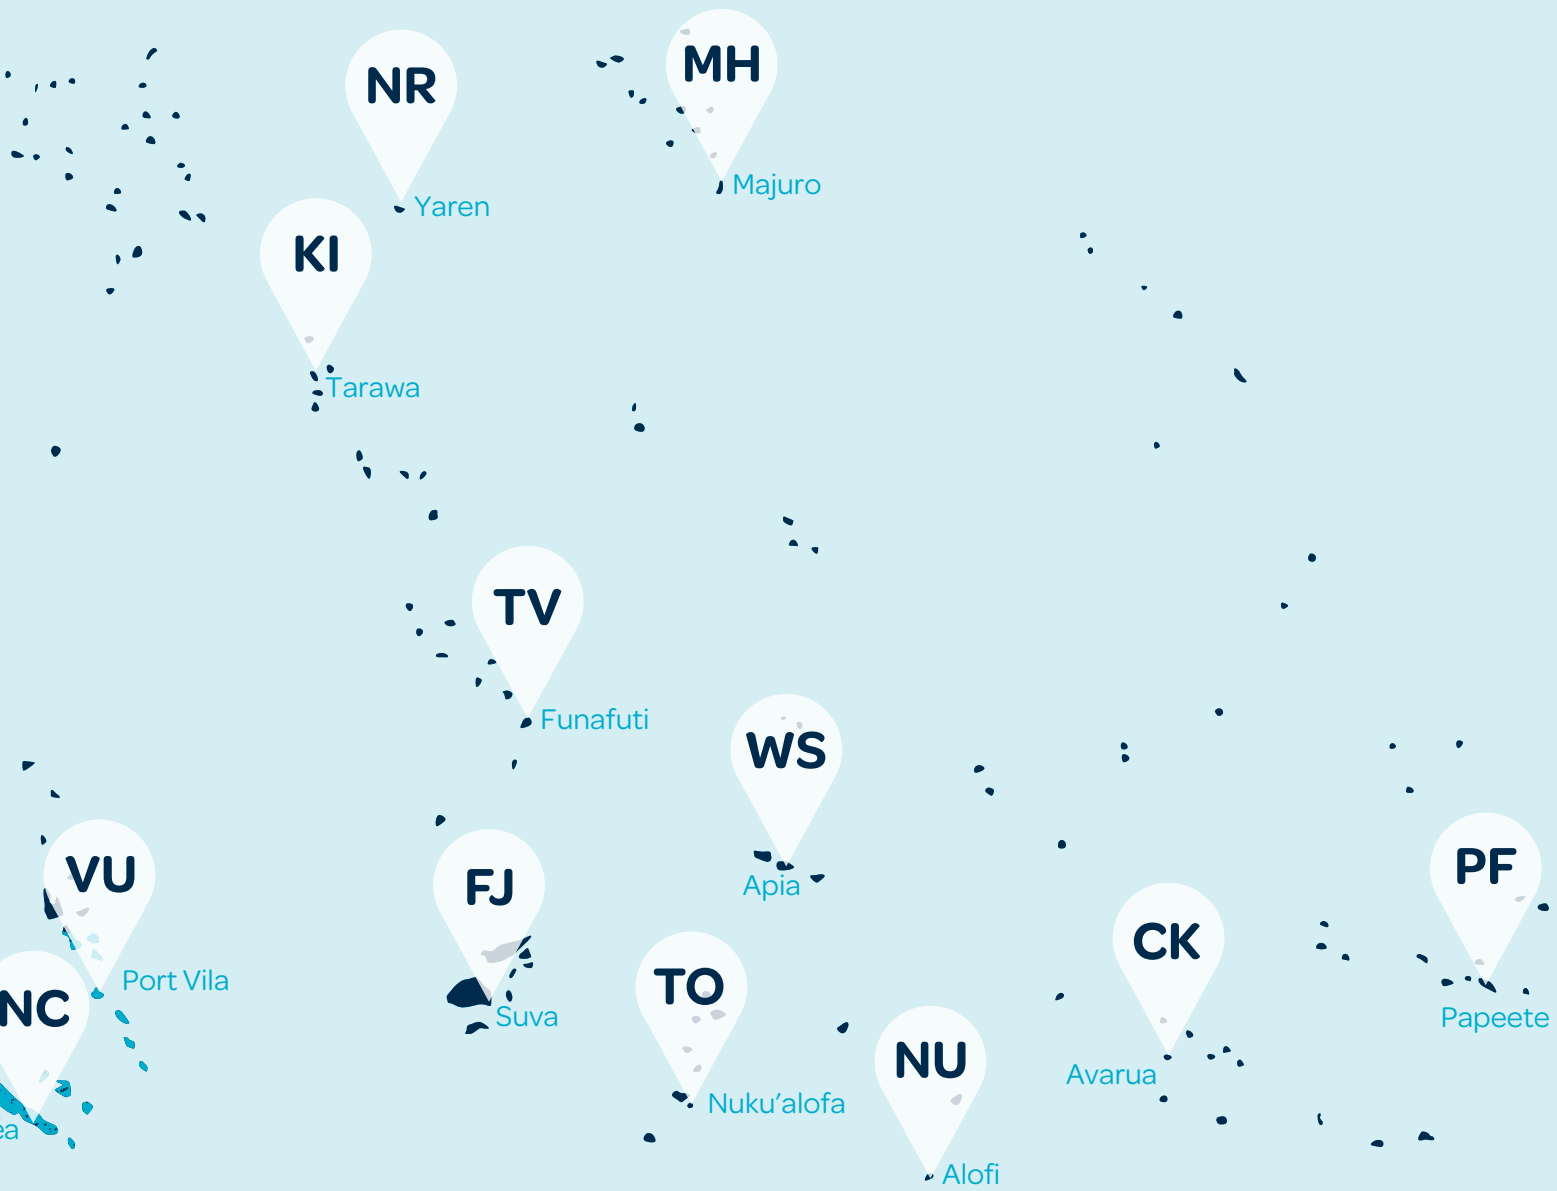 MH
NR
Majuro
Yaren
KI
Tarawa
TV
Funafuti
WS
Apia
VU
Port Vila
FJ
Suva
PF
Papeete
CK
Avarua
TO
Nuku’alofa
NC
ea
NU
Alofi